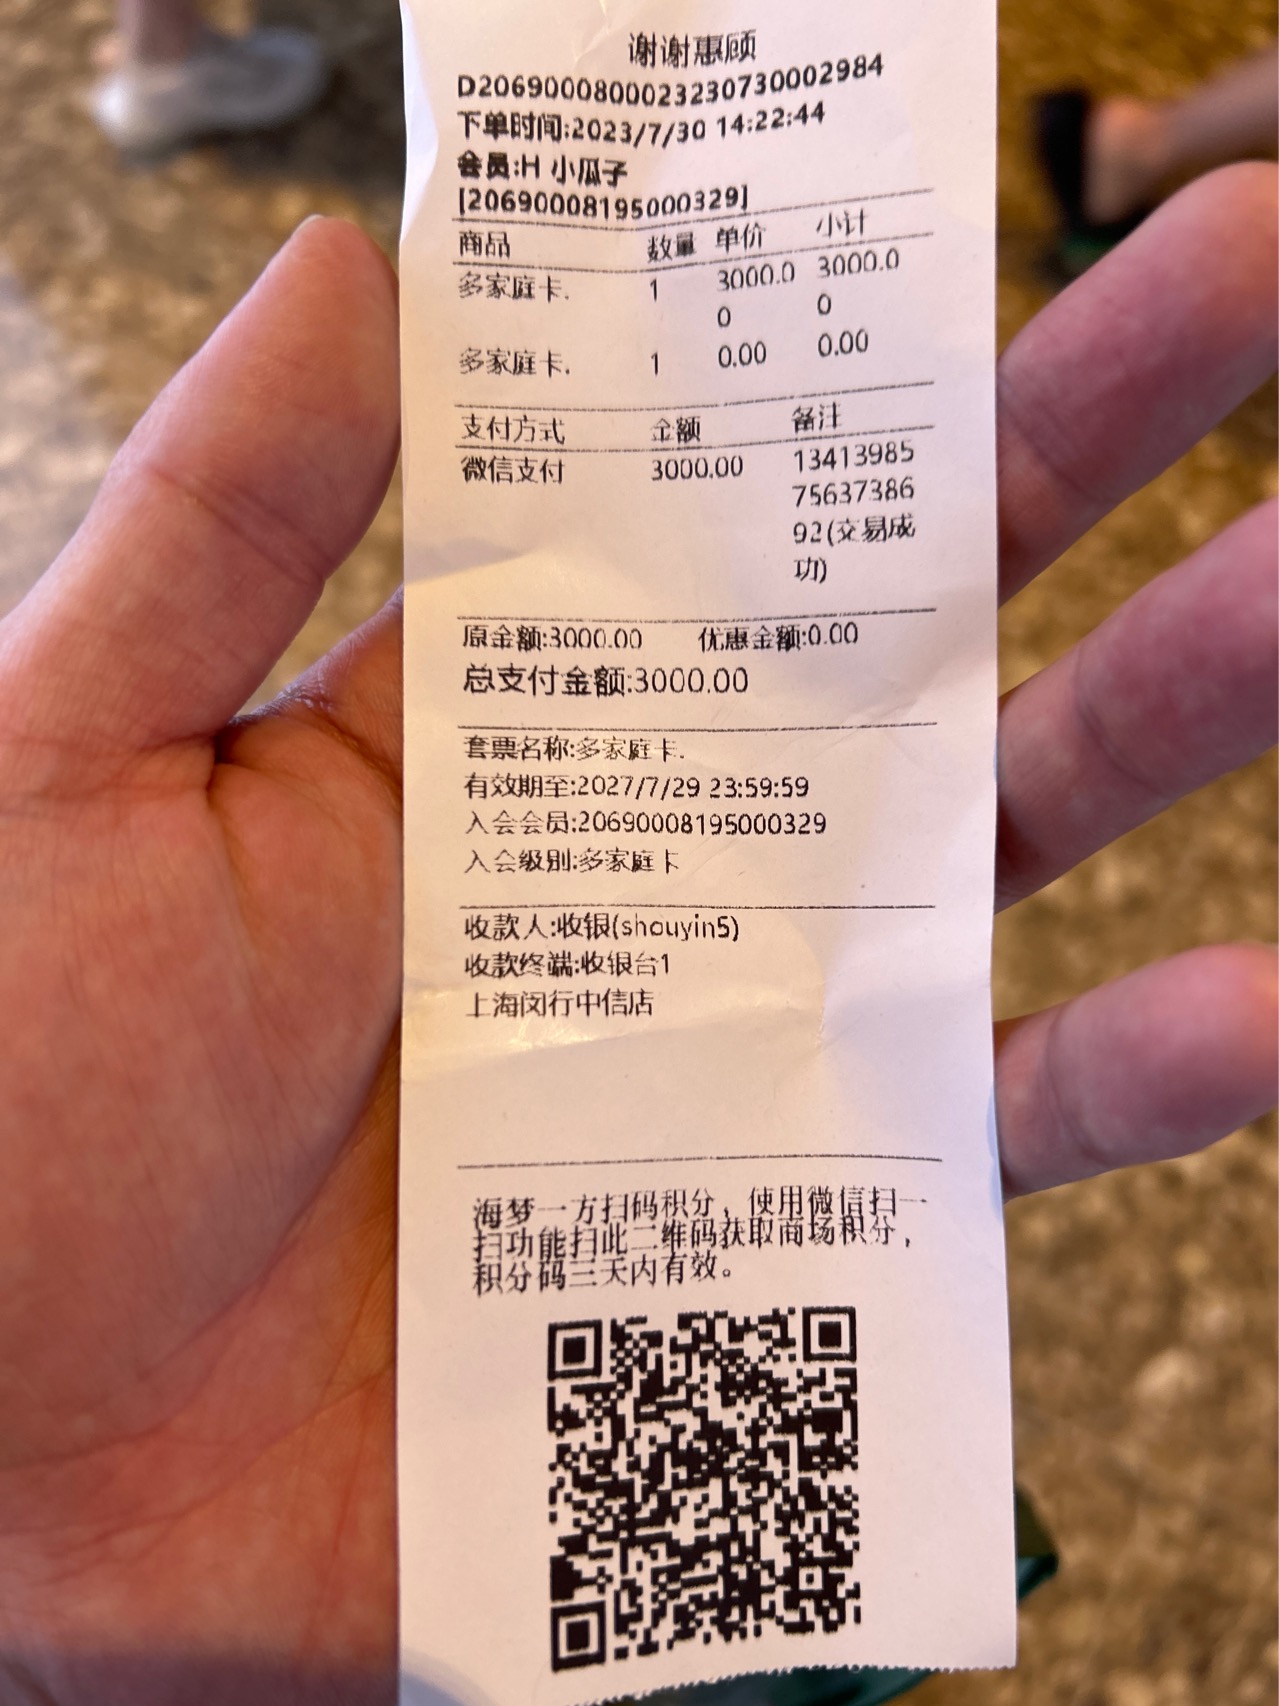 谢谢惠顾
D2069000800023230730002984
下单时间:2023/7/30 14:22:44
会员:H 小瓜子
[20690008195000329]
商品 数量 单价 小计
多家庭卡. 1 3000.0 3000.0
0 0
多家庭卡. 1 0.00 0.00
支付方式 金额 备注
微信支付 3000.00 13413985
75637386
92(交易成
功)
原金额:3000.00 优惠金额:0.00
总支付金额:3000.00
套票名称:多家庭卡.
有效期至:2027/7/29 23:59:59
入会会员:20690008195000329
入会级别:多家庭卡
收款人:收银(shouyin5)
收款终端:收银台1
上海闵行中信店
海梦一方扫码积分，使用微信扫一
扫功能扫此二维码获取商场积分，
积分码三天内有效。